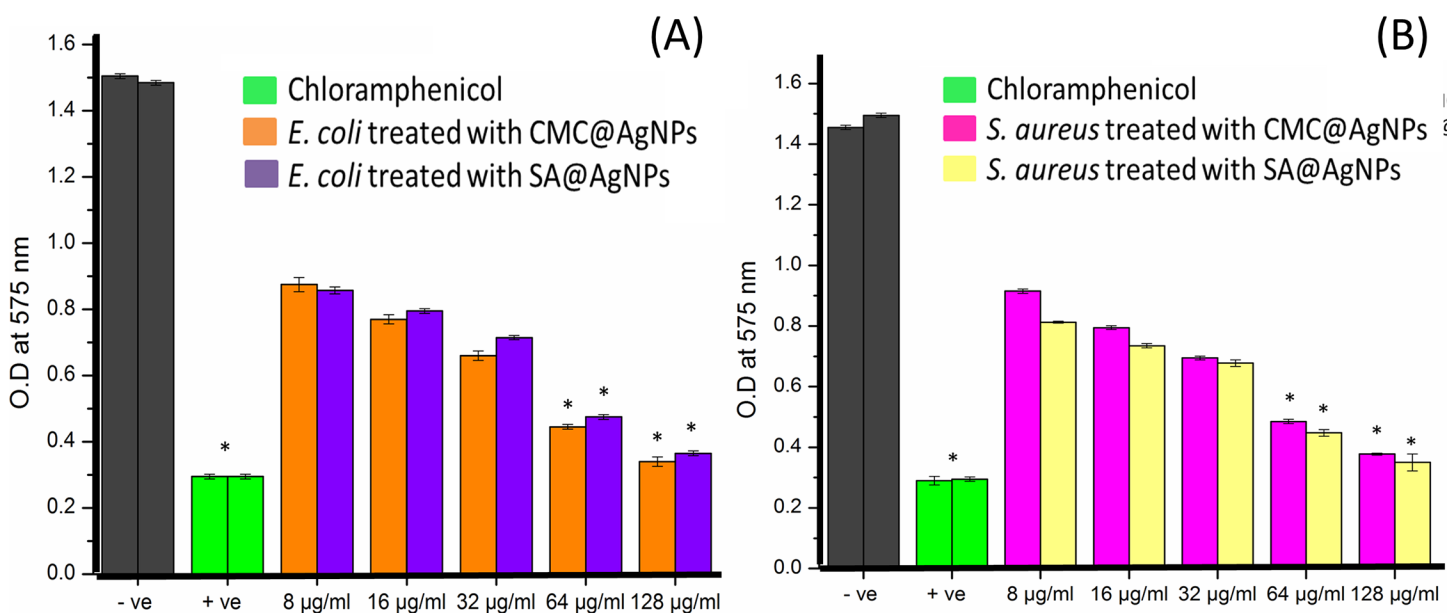 (A)
O.D at 575 nm
1.6
1.4
1.2
1.0
0.8
0.6
0.4
0.2
0.0
Chloramphenicol
E. coli treated with CMC@AgNPs
E. coli treated with SA@AgNPs
* * * * *
- ve + ve 8 µg/ml 16 µg/ml 32 µg/ml 64 µg/ml 128 µg/ml
(B)
O.D at 575 nm
1.6
1.4
1.2
1.0
0.8
0.6
0.4
0.2
0.0
Chloramphenicol
S. aureus treated with CMC@AgNPs
S. aureus treated with SA@AgNPs
* * * * *
- ve + ve 8 µg/ml 16 µg/ml 32 µg/ml 64 µg/ml 128 µg/ml